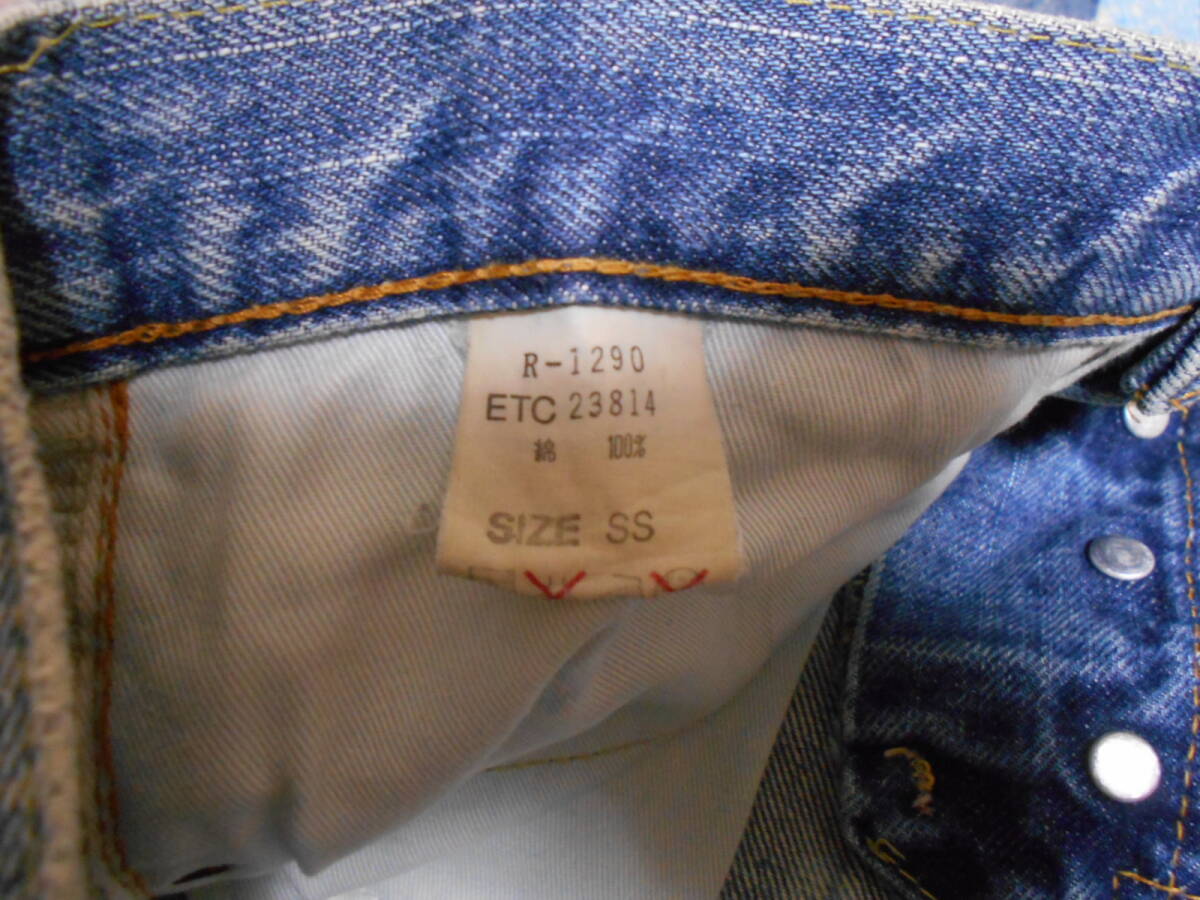 R-1290
ETC 23814
綿 100%
SIZE SS